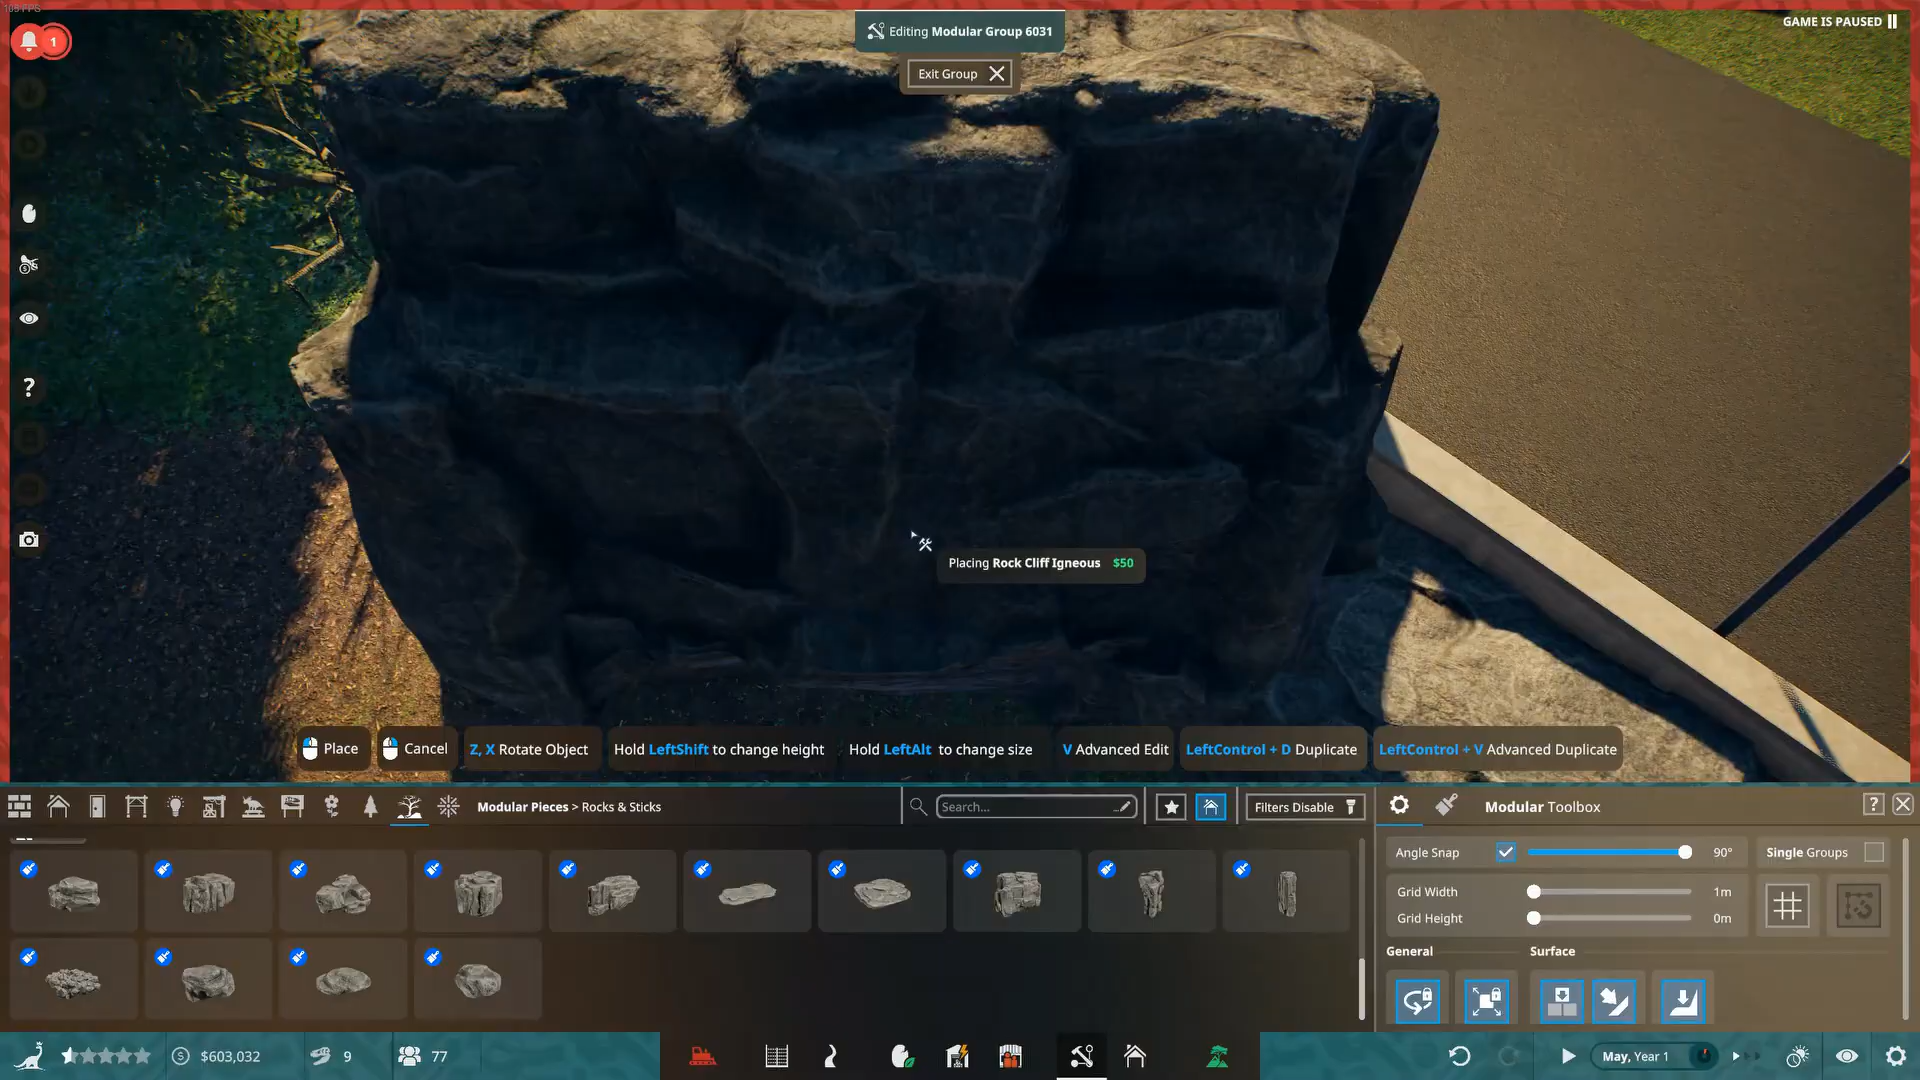 105 FPS
1
Editing Modular Group 6031
GAME IS PAUSED
Exit Group
?
Placing Rock Cliff Igneous $50
Place
Cancel
Z, X Rotate Object
Hold LeftShift to change height
Hold LeftAlt to change size
V Advanced Edit
LeftControl + D Duplicate
LeftControl + V Advanced Duplicate
Modular Pieces > Rocks & Sticks
Search...
Filters Disable
Modular Toolbox
?
Angle Snap
90°
Single Groups
Grid Width
1m
Grid Height
0m
General
Surface
$603,032
9
77
May, Year 1